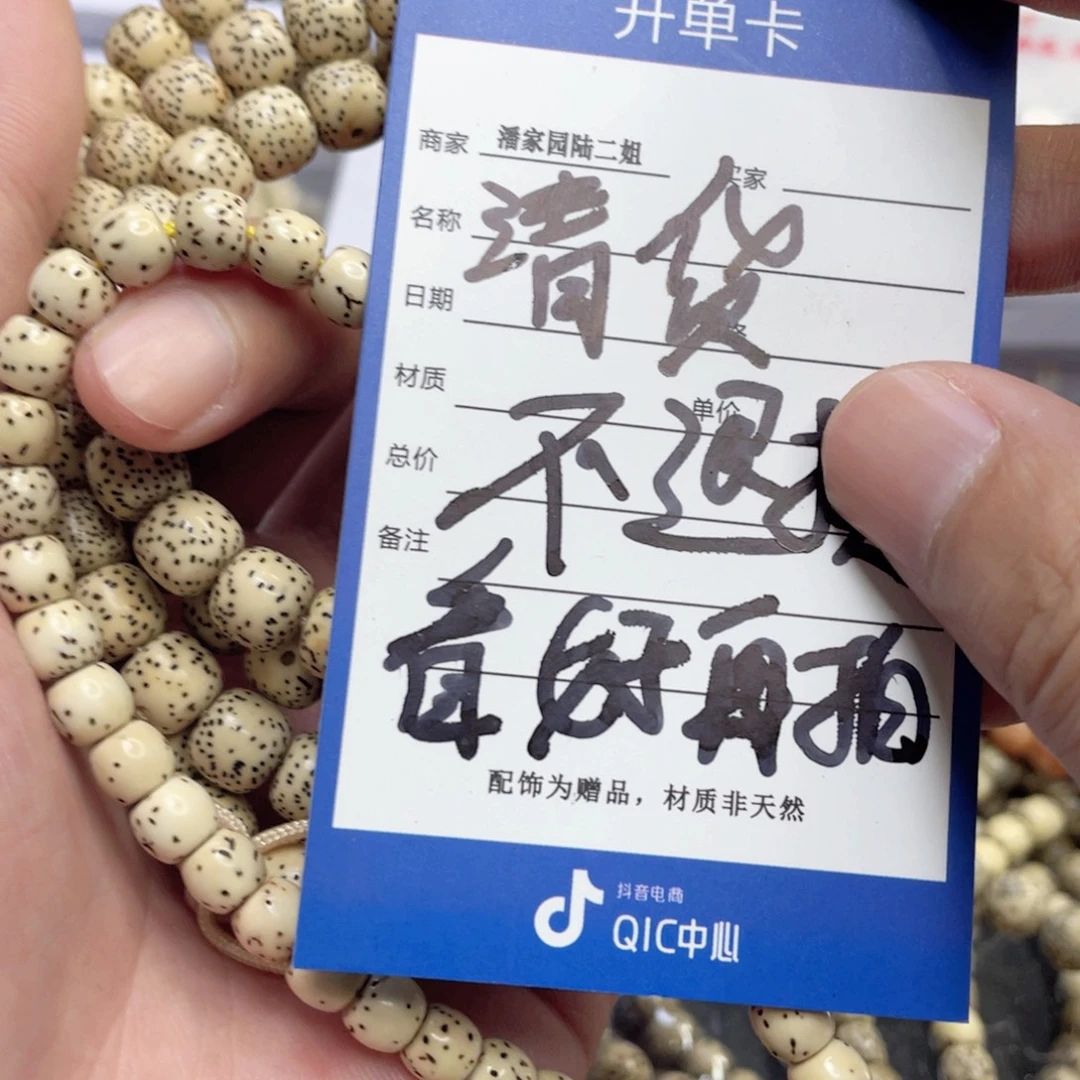 开单卡
商家 潘家园陆二姐 买家
名称 清货
日期
材质 单价
总价 不退
备注
看好再拍
配饰为赠品，材质非天然
抖音电商
QIC中心